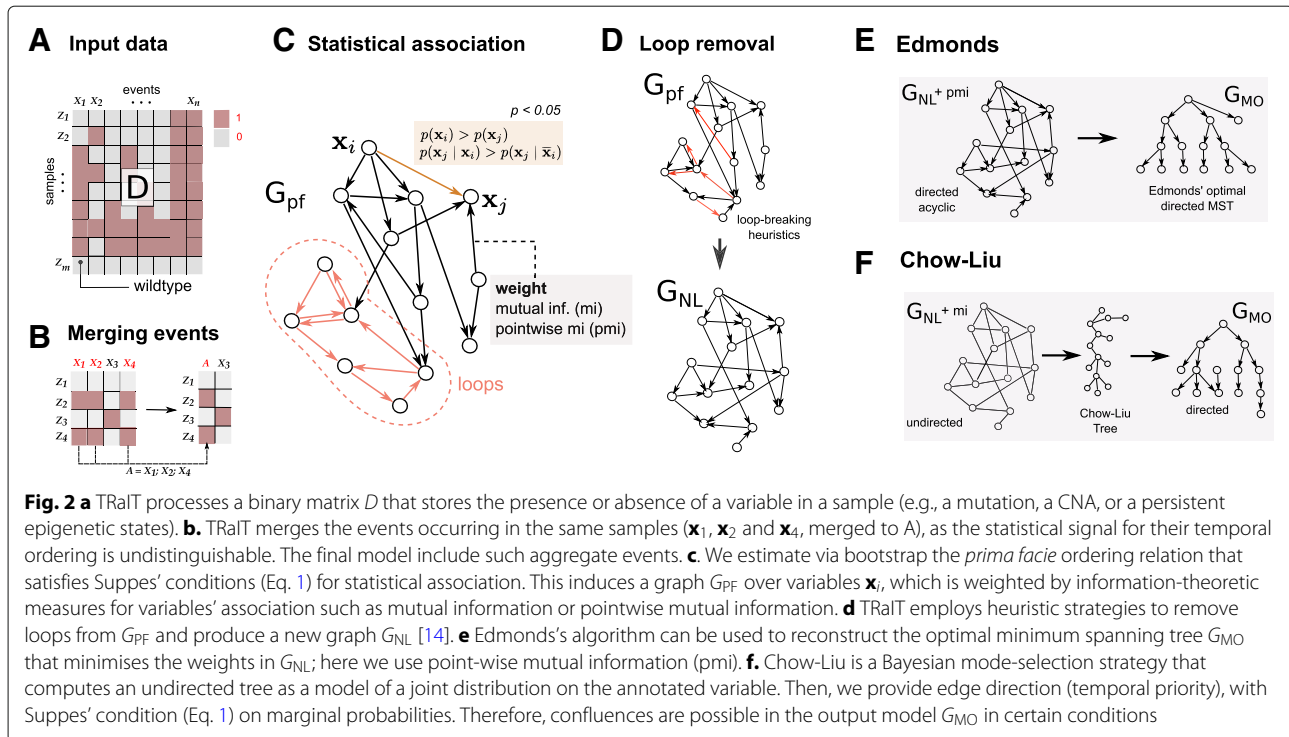 A Input data
events
X1 X2 ... Xn
Z1
Z2
samples
Zm
D
1
0
wildtype
B Merging events
X1 X2 X3 X4
Z1
Z2
Z3
Z4
A X3
Z1
Z2
Z3
Z4
A = X1; X2; X4
C Statistical association
p < 0.05
p(xi) > p(xj)
p(xj | xi) > p(xj | x̄i)
xi
Gpf
xj
weight
mutual inf. (mi)
pointwise mi (pmi)
loops
D Loop removal
Gpf
loop-breaking
heuristics
GNL
E Edmonds
GNL+ pmi
GMO
directed
acyclic
Edmonds' optimal
directed MST
F Chow-Liu
GNL+ mi
GMO
undirected
Chow-Liu
Tree
directed
Fig. 2 a TRaIT processes a binary matrix D that stores the presence or absence of a variable in a sample (e.g., a mutation, a CNA, or a persistent
epigenetic states). b. TRaIT merges the events occurring in the same samples (x1, x2 and x4, merged to A), as the statistical signal for their temporal
ordering is undistinguishable. The final model include such aggregate events. c. We estimate via bootstrap the prima facie ordering relation that
satisfies Suppes' conditions (Eq. 1) for statistical association. This induces a graph GPF over variables xi, which is weighted by information-theoretic
measures for variables' association such as mutual information or pointwise mutual information. d TRaIT employs heuristic strategies to remove
loops from GPF and produce a new graph GNL [14]. e Edmonds's algorithm can be used to reconstruct the optimal minimum spanning tree GMO
that minimises the weights in GNL; here we use point-wise mutual information (pmi). f. Chow-Liu is a Bayesian mode-selection strategy that
computes an undirected tree as a model of a joint distribution on the annotated variable. Then, we provide edge direction (temporal priority), with
Suppes' condition (Eq. 1) on marginal probabilities. Therefore, confluences are possible in the output model GMO in certain conditions